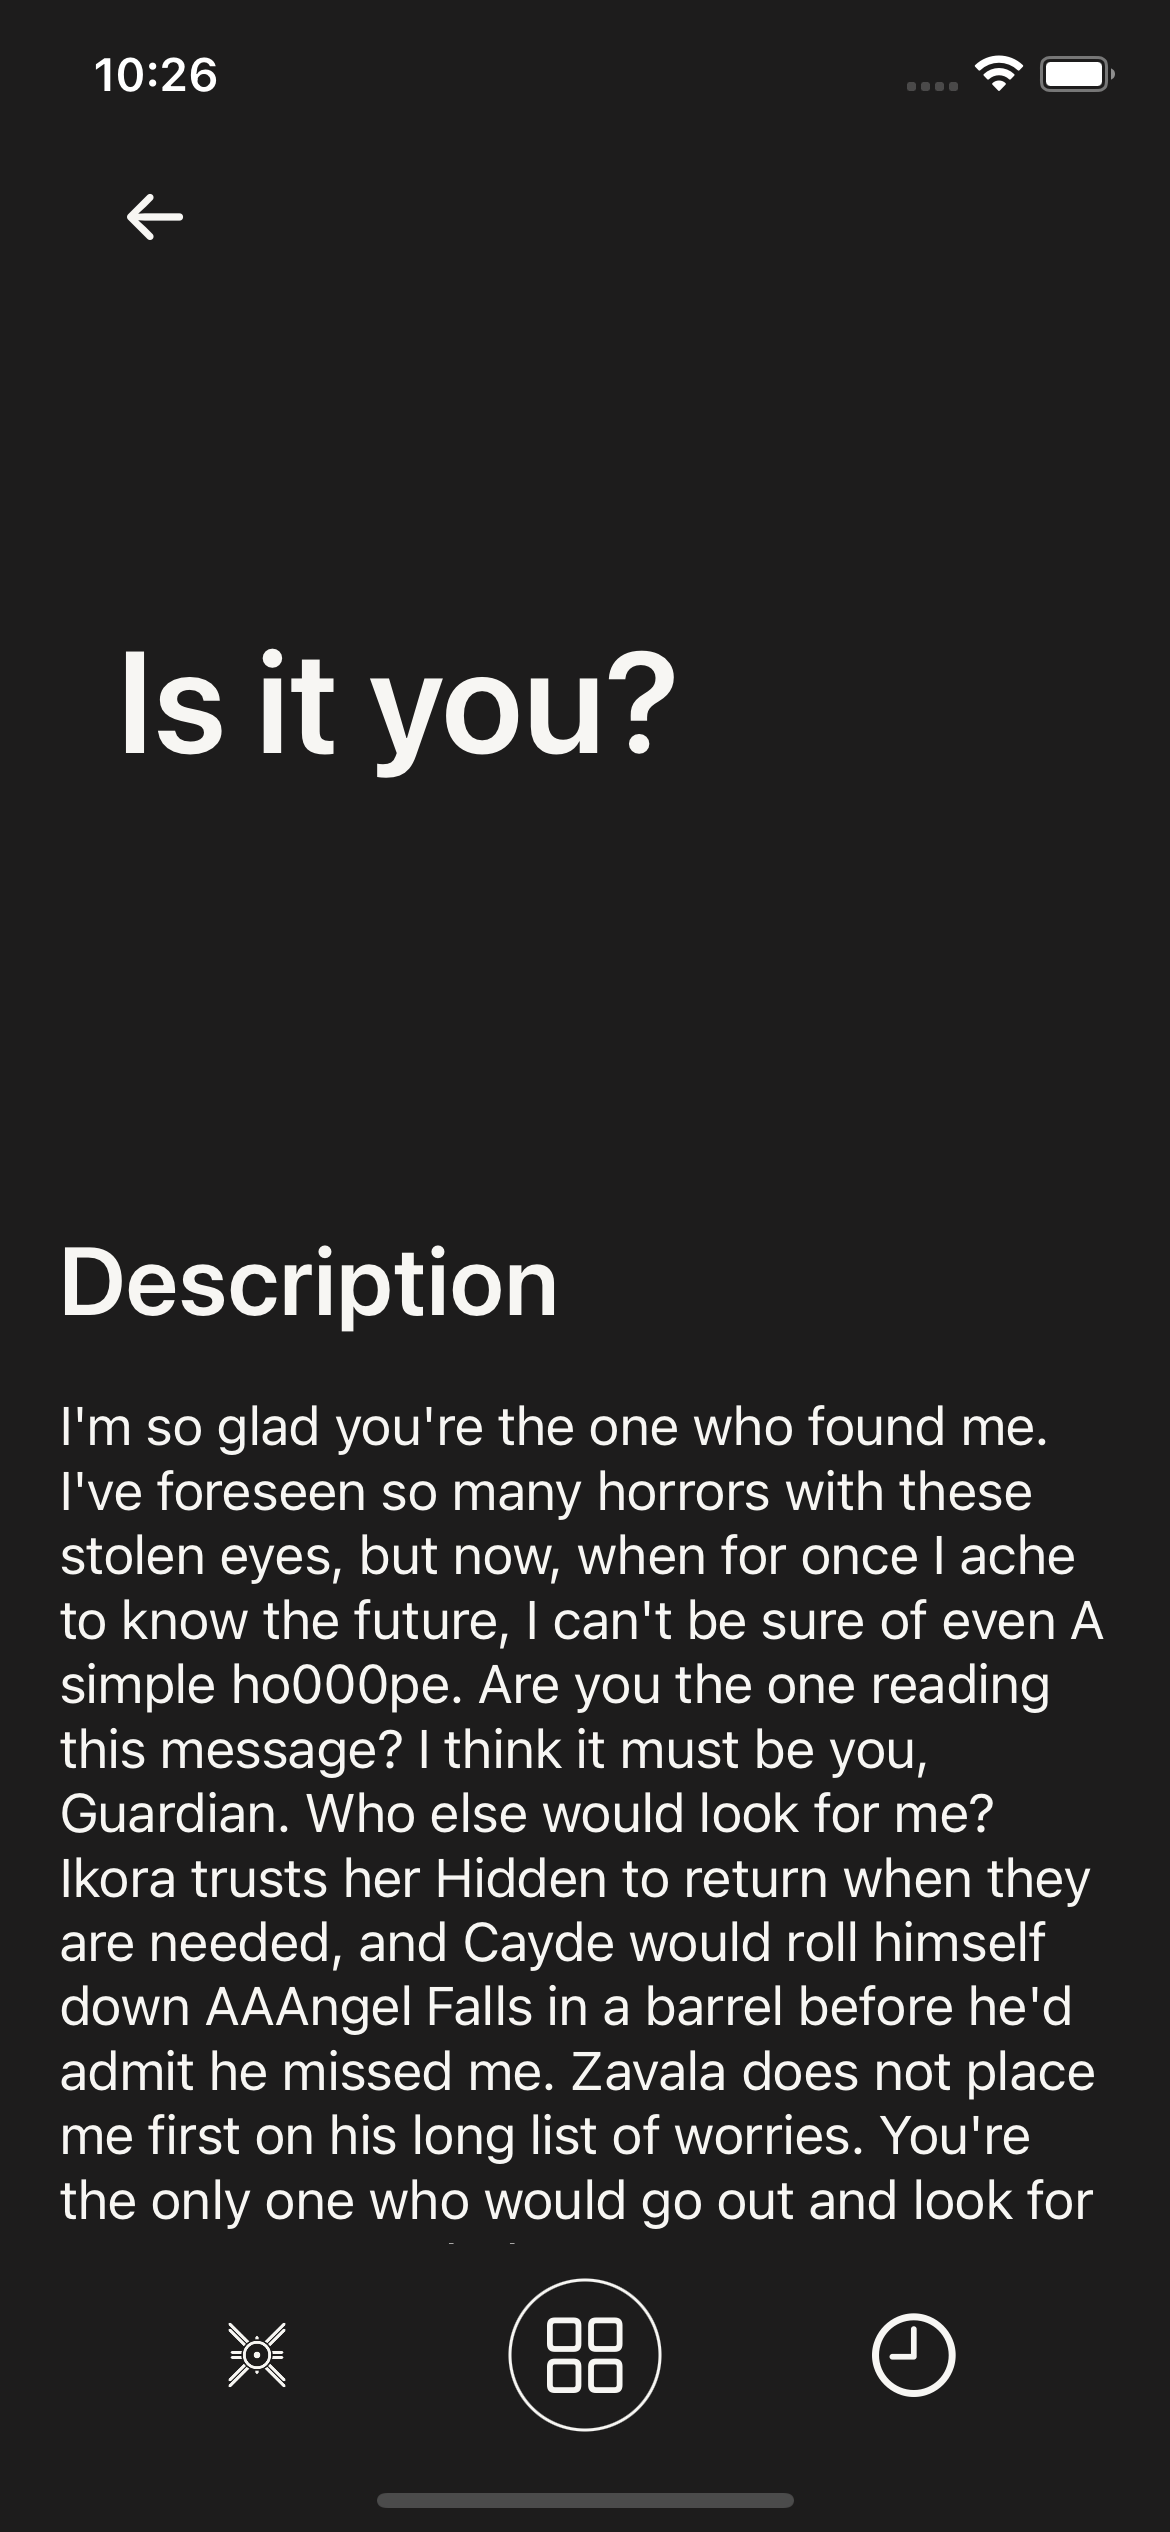 10:26
Is it you?
Description
I'm so glad you're the one who found me.
I've foreseen so many horrors with these
stolen eyes, but now, when for once I ache
to know the future, I can't be sure of even A
simple ho000pe. Are you the one reading
this message? I think it must be you,
Guardian. Who else would look for me?
Ikora trusts her Hidden to return when they
are needed, and Cayde would roll himself
down AAAngel Falls in a barrel before he'd
admit he missed me. Zavala does not place
me first on his long list of worries. You're
the only one who would go out and look for